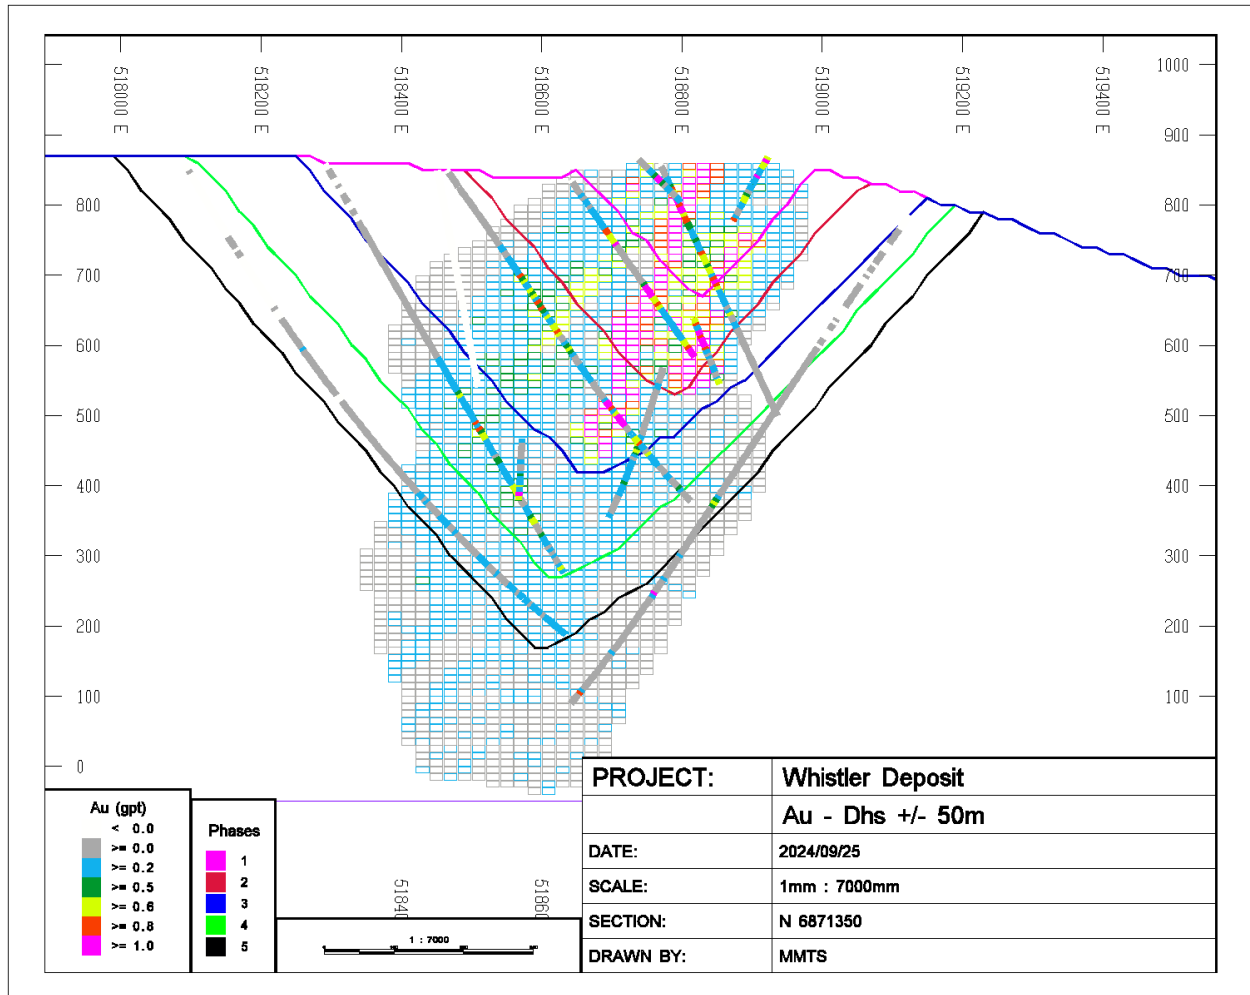 518000 E
518200 E
518400 E
518600 E
518800 E
519000 E
519200 E
519400 E
1000
900
800
800
700
700
600
600
500
500
400
400
300
300
200
200
100
100
0
51840
51860
Au (gpt)
< 0.0
>= 0.0
>= 0.2
>= 0.5
>= 0.6
>= 0.8
>= 1.0
Phases
1
2
3
4
5
1 : 7000
PROJECT: Whistler Deposit
Au - Dhs +/- 50m
DATE: 2024/09/25
SCALE: 1mm : 7000mm
SECTION: N 6871350
DRAWN BY: MMTS